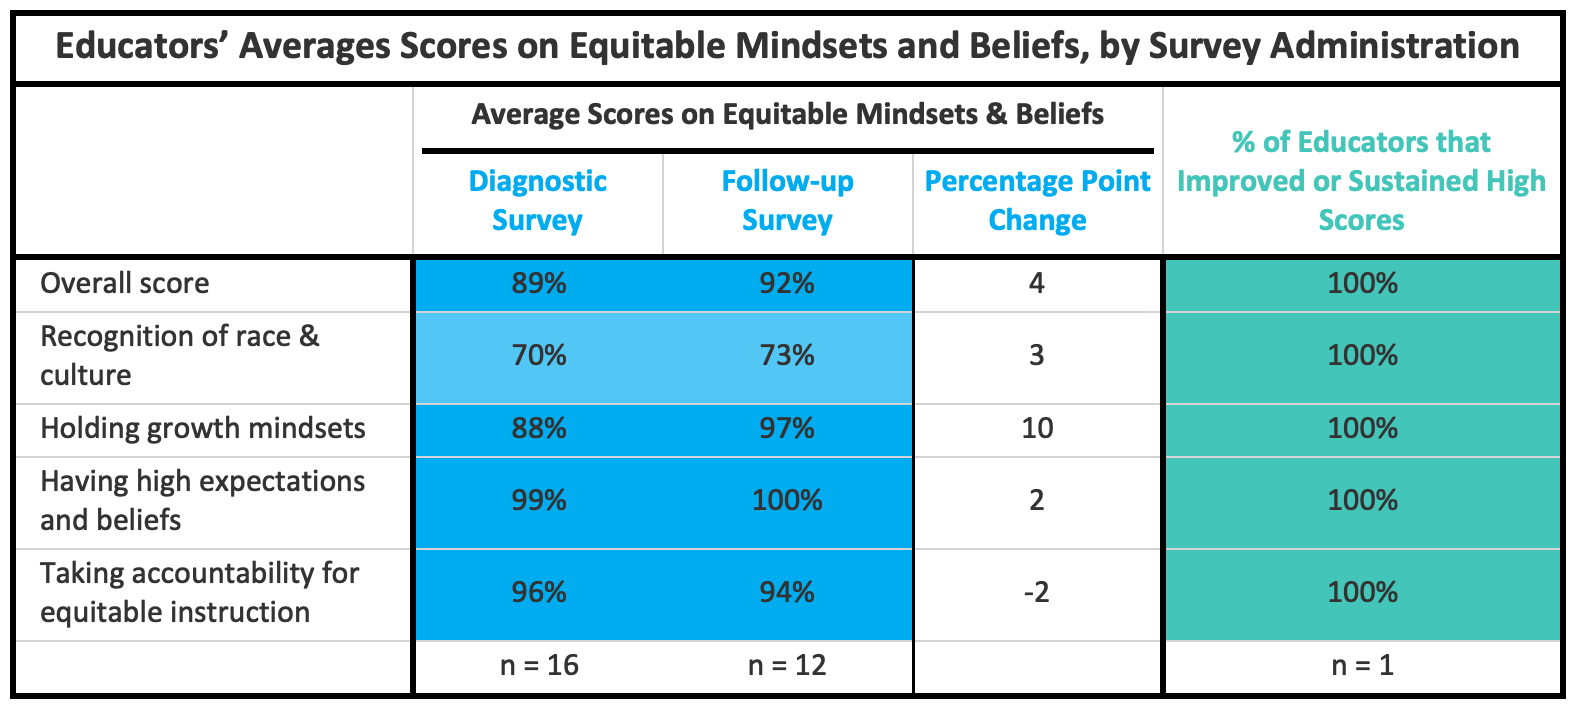 Educators’ Averages Scores on Equitable Mindsets and Beliefs, by Survey Administration
Average Scores on Equitable Mindsets & Beliefs
% of Educators that
Improved or Sustained High
Scores
Diagnostic
Survey
Follow-up
Survey
Percentage Point
Change
Overall score
89%
92%
4
100%
Recognition of race &
culture
70%
73%
3
100%
Holding growth mindsets
88%
97%
10
100%
Having high expectations
and beliefs
99%
100%
2
100%
Taking accountability for
equitable instruction
96%
94%
-2
100%
n = 16
n = 12
n = 1